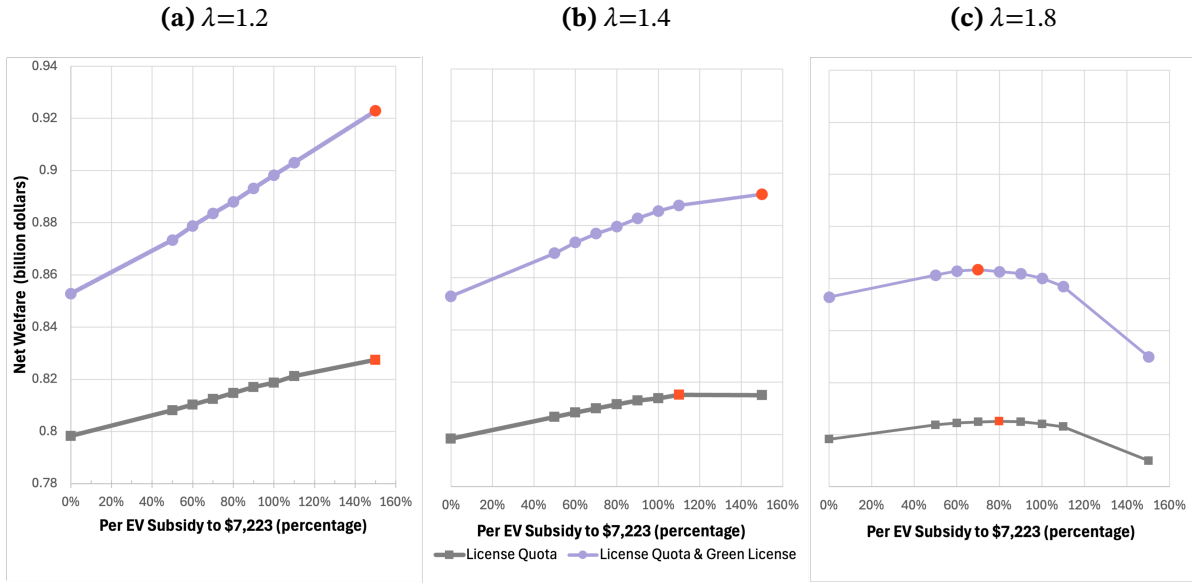 (a) λ=1.2
(b) λ=1.4
(c) λ=1.8
Net Welfare (billion dollars)
0.94
0.92
0.9
0.88
0.86
0.84
0.82
0.8
0.78
0% 20% 40% 60% 80% 100% 120% 140% 160%
Per EV Subsidy to $7,223 (percentage)
0% 20% 40% 60% 80% 100% 120% 140% 160%
Per EV Subsidy to $7,223 (percentage)
License Quota License Quota & Green License
0% 20% 40% 60% 80% 100% 120% 140% 160%
Per EV Subsidy to $7,223 (percentage)